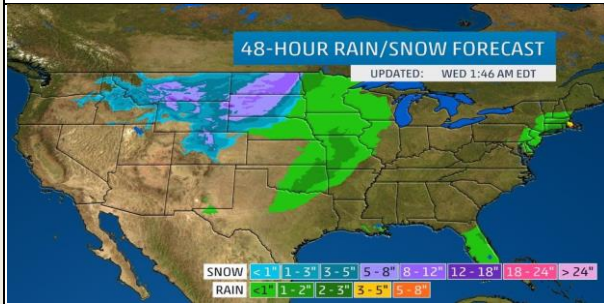 48-HOUR RAIN/SNOW FORECAST
UPDATED: WED 1:46 AM EDT
SNOW <1" 1 - 3" 3 - 5" 5 - 8" 8 - 12" 12 - 18" 18 - 24" > 24"
RAIN <1" 1 - 2" 2 - 3" 3 - 5" 5 - 8"